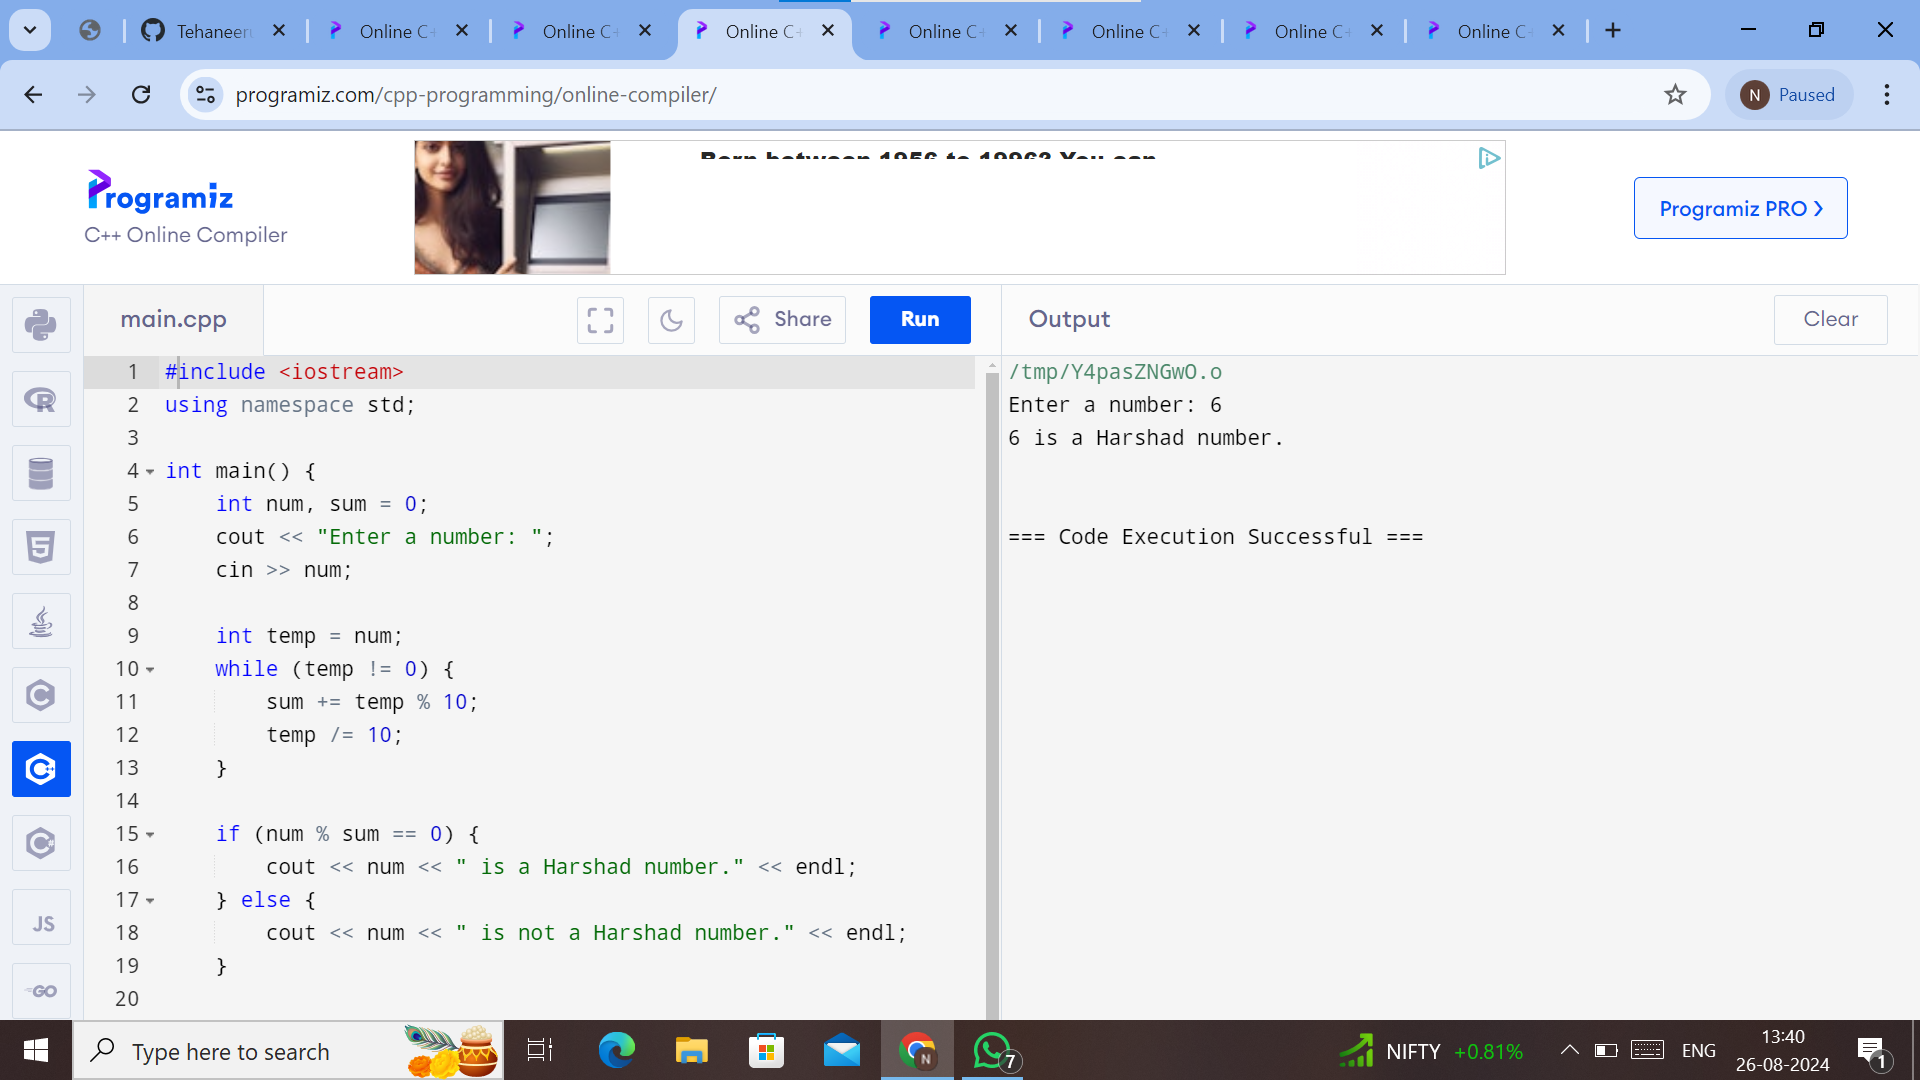 Tehaneer
Online C+
Online C+
Online C+
Online C+
Online C+
Online C+
Online C+
programiz.com/cpp-programming/online-compiler/
N
Paused
Programiz
C++ Online Compiler
Born between 1956 to 1996? You can
Programiz PRO
main.cpp
Share
Run
Output
Clear
1 #include <iostream>
2 using namespace std;
3
4 int main() {
5 int num, sum = 0;
6 cout << "Enter a number: ";
7 cin >> num;
8
9 int temp = num;
10 while (temp != 0) {
11 sum += temp % 10;
12 temp /= 10;
13 }
14
15 if (num % sum == 0) {
16 cout << num << " is a Harshad number." << endl;
17 } else {
18 cout << num << " is not a Harshad number." << endl;
19 }
20
/tmp/Y4pasZNGwO.o
Enter a number: 6
6 is a Harshad number.
=== Code Execution Successful ===
JS
GO
Type here to search
N
7
NIFTY +0.81%
ENG
13:40
26-08-2024
1